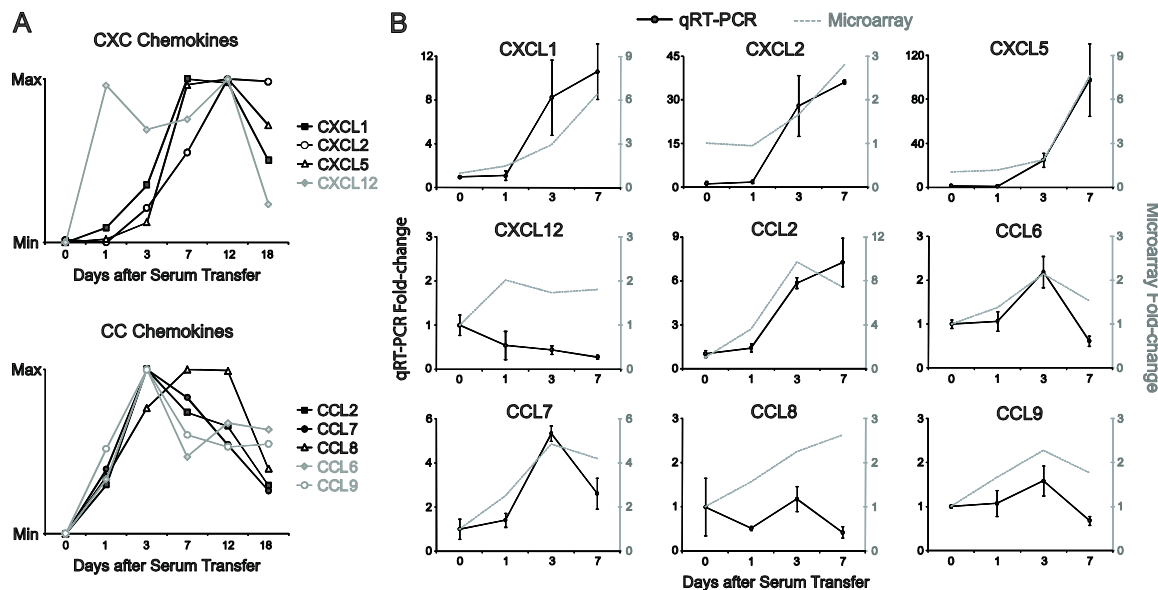 A
CXC Chemokines
Max
Min
0 1 3 7 12 18
Days after Serum Transfer
CXCL1
CXCL2
CXCL5
CXCL12
CC Chemokines
Max
Min
0 1 3 7 12 18
Days after Serum Transfer
CCL2
CCL7
CCL8
CCL6
CCL9
B
qRT-PCR Microarray
qRT-PCR Fold-change
Microarray Fold-change
CXCL1
12
8
4
0
9
6
3
0
0 1 3 7
CXCL2
45
30
15
0
3
2
1
0
0 1 3 7
CXCL5
120
80
40
0
9
6
3
0
0 1 3 7
CXCL12
3
2
1
0
3
2
1
0
0 1 3 7
CCL2
9
6
3
0
12
8
4
0
0 1 3 7
CCL6
3
2
1
0
3
2
1
0
0 1 3 7
CCL7
6
4
2
0
6
4
2
0
0 1 3 7
CCL8
3
2
1
0
3
2
1
0
0 1 3 7
CCL9
3
2
1
0
3
2
1
0
0 1 3 7
Days after Serum Transfer